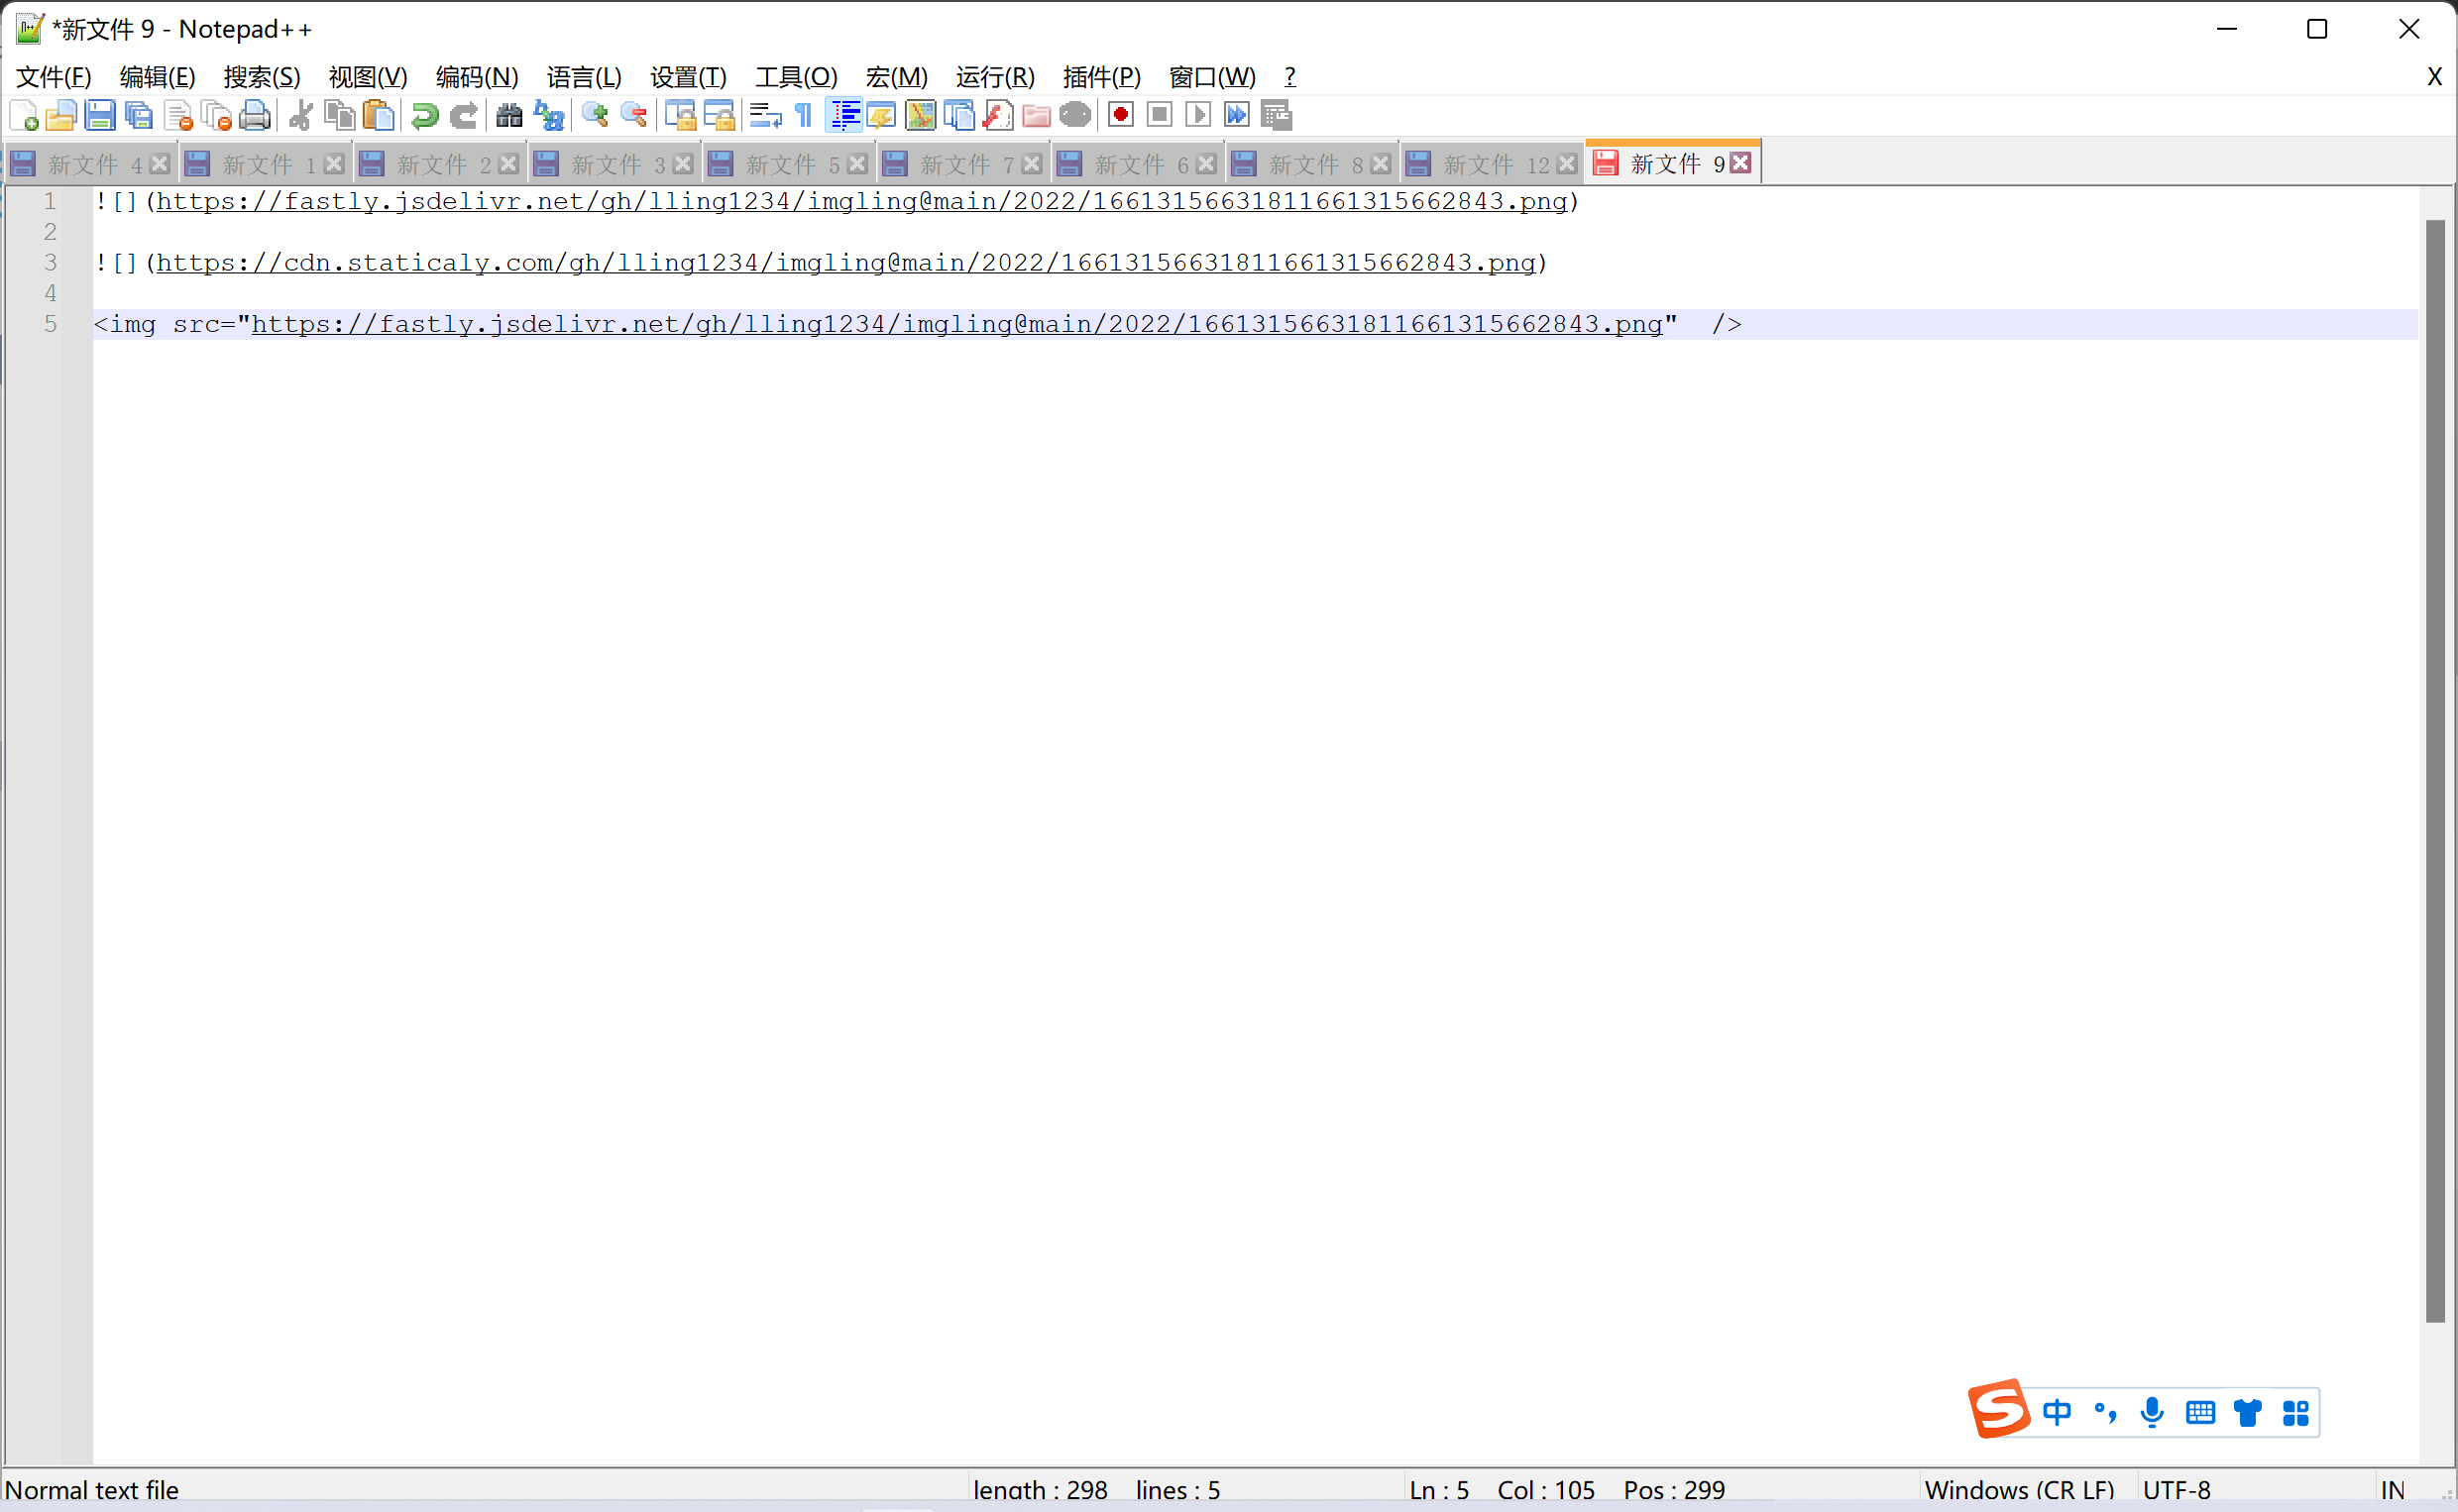 *新文件 9 - Notepad++
文件(F) 编辑(E) 搜索(S) 视图(V) 编码(N) 语言(L) 设置(T) 工具(O) 宏(M) 运行(R) 插件(P) 窗口(W) ? X
新文件 4 新文件 1 新文件 2 新文件 3 新文件 5 新文件 7 新文件 6 新文件 8 新文件 12 新文件 9
1 ![](https://fastly.jsdelivr.net/gh/lling1234/imgling@main/2022/16613156631811661315662843.png)
2
3 ![](https://cdn.staticaly.com/gh/lling1234/imgling@main/2022/16613156631811661315662843.png)
4
5 <img src="https://fastly.jsdelivr.net/gh/lling1234/imgling@main/2022/16613156631811661315662843.png"  />
S 中
Normal text file length : 298 lines : 5 Ln : 5 Col : 105 Pos : 299 Windows (CR LF) UTF-8 IN